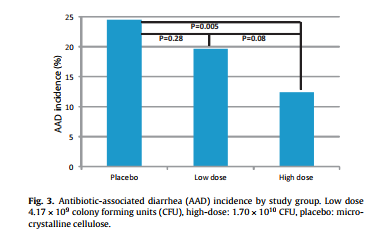 25
P=0.005
20
P=0.28
P=0.08
15
10
5
0
AAD incidence (%)
Placebo
Low dose
High dose
Fig. 3. Antibiotic-associated diarrhea (AAD) incidence by study group. Low dose
4.17 × 10⁹ colony forming units (CFU), high-dose: 1.70 × 10¹⁰ CFU, placebo: micro-
crystalline cellulose.